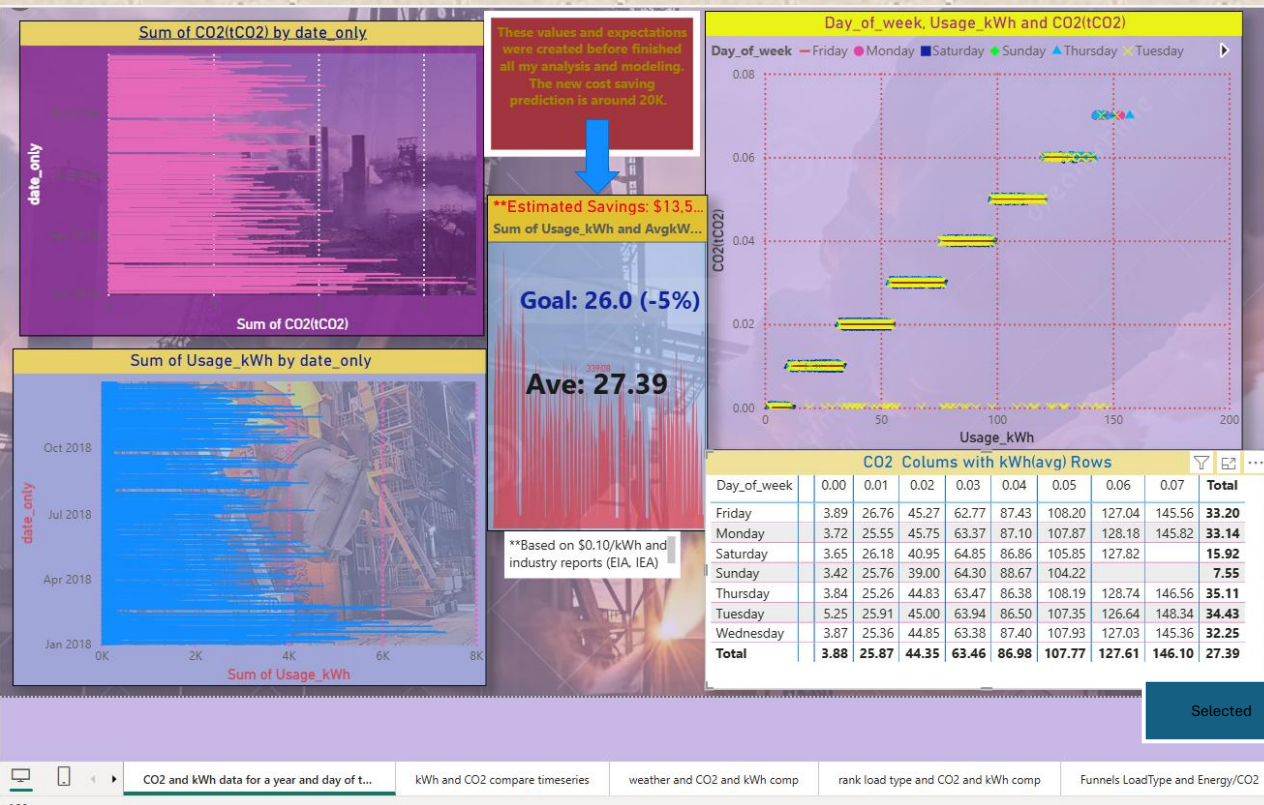 Sum of CO2(tCO2) by date_only
date_only
Sum of CO2(tCO2)
Sum of Usage_kWh by date_only
Oct 2018
Jul 2018
Apr 2018
Jan 2018
date_only
0K 2K 4K 6K 8K
Sum of Usage_kWh
These values and expectations
were created before finished
all my analysis and modeling.
The new cost saving
prediction is around 20K.
**Estimated Savings: $13,5...
Sum of Usage_kWh and AvgkW...
Goal: 26.0 (-5%)
339.08
Ave: 27.39
**Based on $0.10/kWh and
industry reports (EIA, IEA)
Day_of_week, Usage_kWh and CO2(tCO2)
Day_of_week Friday Monday Saturday Sunday Thursday Tuesday
0.08
0.06
0.04
0.02
0.00
CO2(tCO2)
0 50 100 150 200
Usage_kWh
CO2 Colums with kWh(avg) Rows
Day_of_week 0.00 0.01 0.02 0.03 0.04 0.05 0.06 0.07 Total
Friday 3.89 26.76 45.27 62.77 87.43 108.20 127.04 145.56 33.20
Monday 3.72 25.55 45.75 63.37 87.10 107.87 128.18 145.82 33.14
Saturday 3.65 26.18 40.95 64.85 86.86 105.85 127.82 15.92
Sunday 3.42 25.76 39.00 64.30 88.67 104.22 7.55
Thursday 3.84 25.26 44.83 63.47 86.38 108.19 128.74 146.56 35.11
Tuesday 5.25 25.91 45.00 63.94 86.50 107.35 126.64 148.34 34.43
Wednesday 3.87 25.36 44.85 63.38 87.40 107.93 127.03 145.36 32.25
Total 3.88 25.87 44.35 63.46 86.98 107.77 127.61 146.10 27.39
Selected
CO2 and kWh data for a year and day of t... kWh and CO2 compare timeseries weather and CO2 and kWh comp rank load type and CO2 and kWh comp Funnels LoadType and Energy/CO2